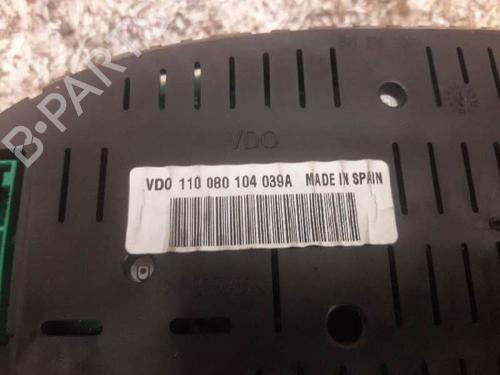 B-PARTS
VDO
VDO 110 080 104 039A MADE IN SPAIN